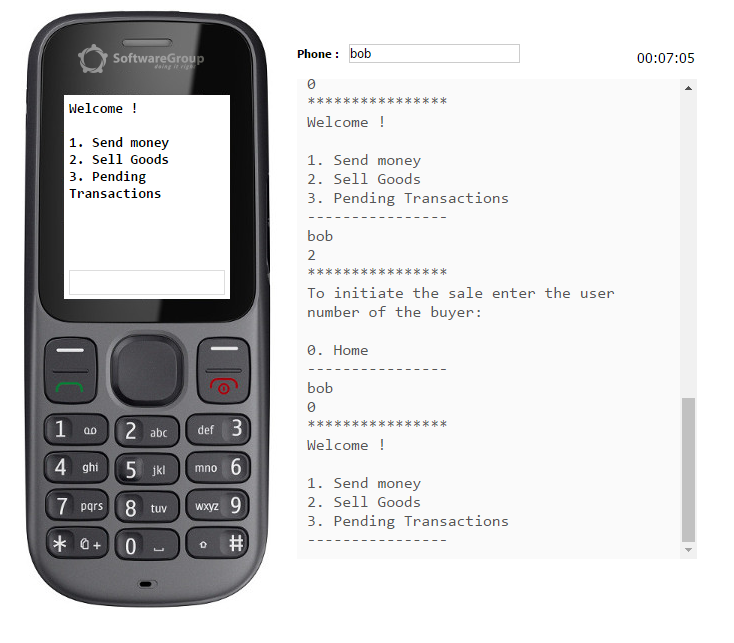 SoftwareGroup
doing it right
Welcome !
1. Send money
2. Sell Goods
3. Pending
Transactions
1
2 abc
def 3
4 ghi
5 jkl
mno 6
7 pqrs
8 tuv
wxyz 9
* +
0
#
Phone : bob
00:07:05
0
****************
Welcome !
1. Send money
2. Sell Goods
3. Pending Transactions
----------------
bob
2
****************
To initiate the sale enter the user
number of the buyer:
0. Home
----------------
bob
0
****************
Welcome !
1. Send money
2. Sell Goods
3. Pending Transactions
----------------